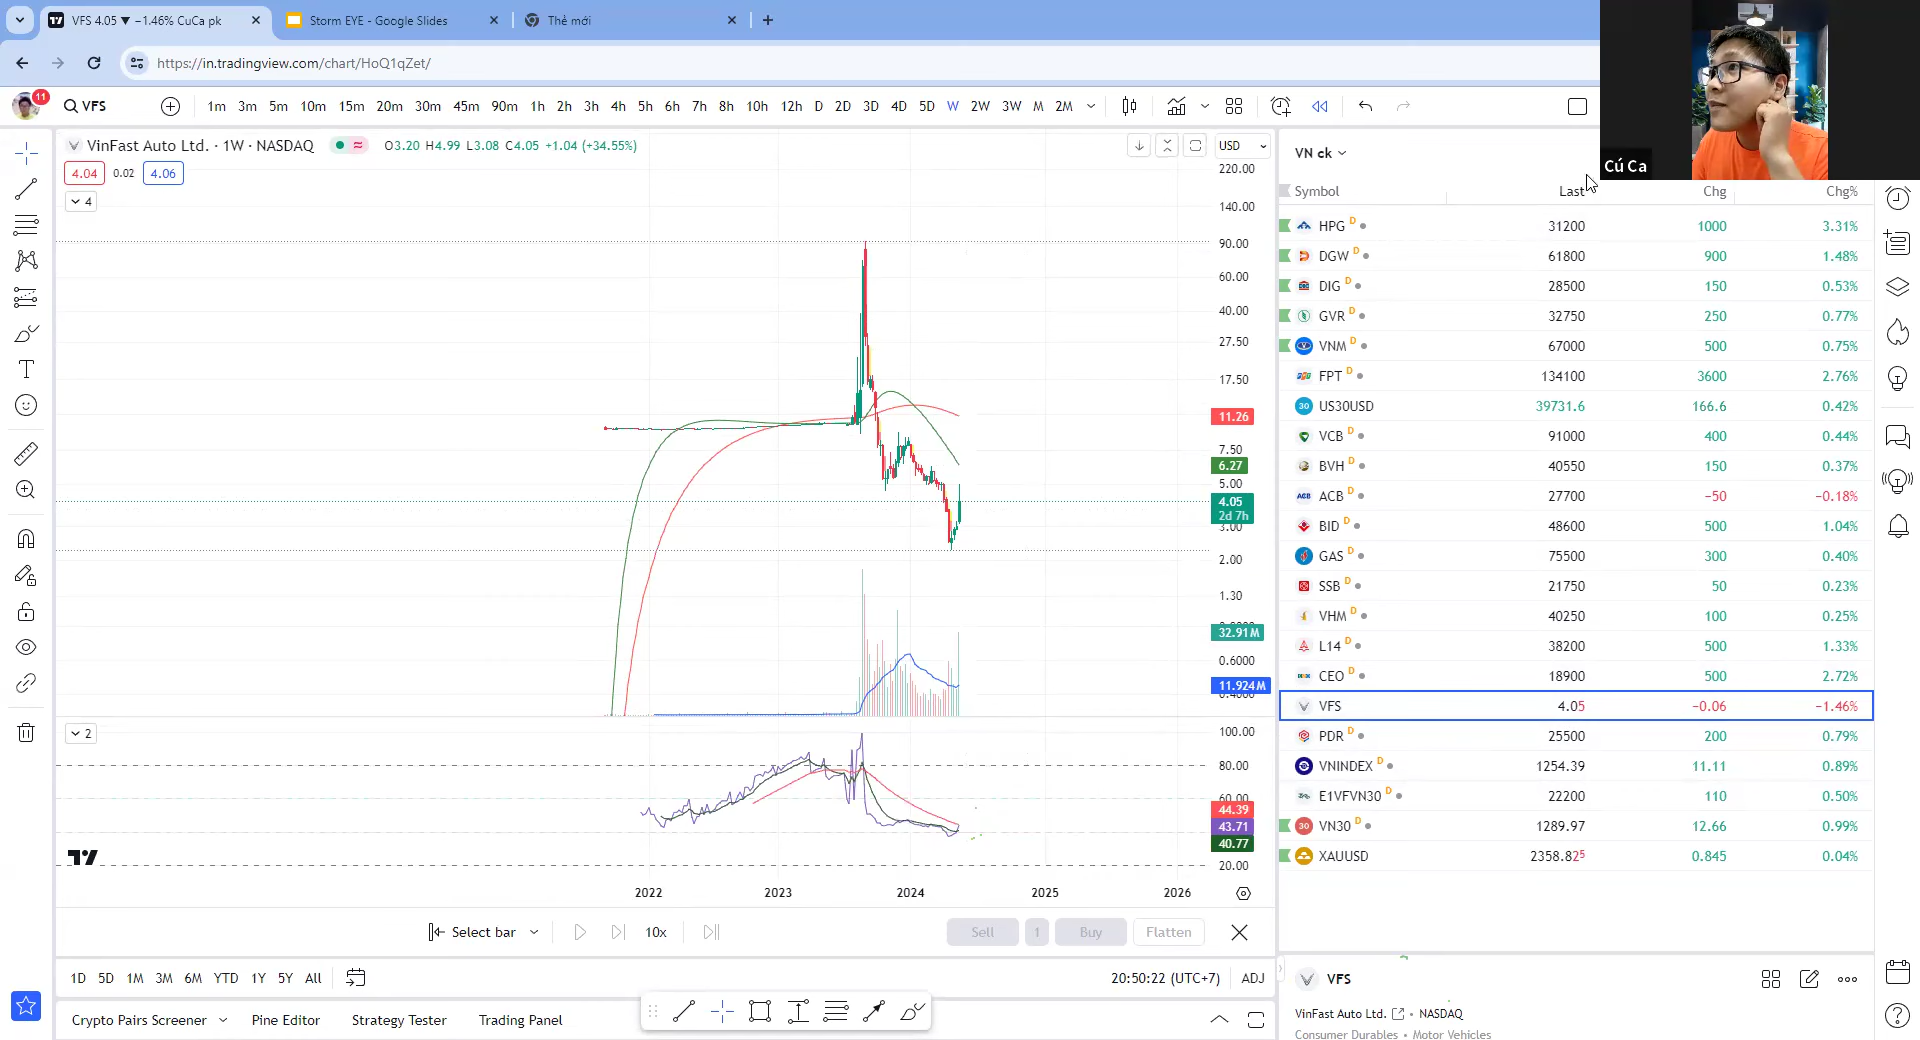 VFS 4.05 ▼ −1.46% CuCa pk
Storm EYE - Google Slides
Thẻ mới
https://in.tradingview.com/chart/HoQ1qZet/
11
VFS
1m 3m 5m 10m 15m 20m 30m 45m 90m 1h 2h 3h 4h 5h 6h 7h 8h 10h 12h D 2D 3D 4D 5D W 2W 3W M 2M
Cú Ca
VinFast Auto Ltd. · 1W · NASDAQ
O3.20 H4.99 L3.08 C4.05 +1.04 (+34.55%)
USD
4.04 0.02 4.06
4
220.00
140.00
90.00
60.00
40.00
27.50
17.50
11.26
7.50
6.27
5.00
4.05
2d 7h
3.00
2.00
1.30
32.91M
0.6000
11.924M
0.4000
2
100.00
80.00
60.00
44.39
43.71
40.77
20.00
2022 2023 2024 2025 2026
Select bar
10x
Sell 1 Buy Flatten
1D 5D 1M 3M 6M YTD 1Y 5Y All
20:50:22 (UTC+7) ADJ
Crypto Pairs Screener Pine Editor Strategy Tester Trading Panel
VN ck
Symbol Last Chg Chg%
HPG D 31200 1000 3.31%
DGW D 61800 900 1.48%
DIG D 28500 150 0.53%
GVR D 32750 250 0.77%
VNM D 67000 500 0.75%
FPT D 134100 3600 2.76%
30 US30USD 39731.6 166.6 0.42%
VCB D 91000 400 0.44%
BVH D 40550 150 0.37%
ACB ACB D 27700 −50 −0.18%
BID D 48600 500 1.04%
GAS D 75500 300 0.40%
SSB D 21750 50 0.23%
VHM D 40250 100 0.25%
L14 D 38200 500 1.33%
CEO D 18900 500 2.72%
VFS 4.05 −0.06 −1.46%
PDR D 25500 200 0.79%
VNINDEX D 1254.39 11.11 0.89%
E1VFVN30 D 22200 110 0.50%
30 VN30 D 1289.97 12.66 0.99%
XAUUSD 2358.825 0.845 0.04%
VFS
VinFast Auto Ltd. • NASDAQ
Consumer Durables • Motor Vehicles